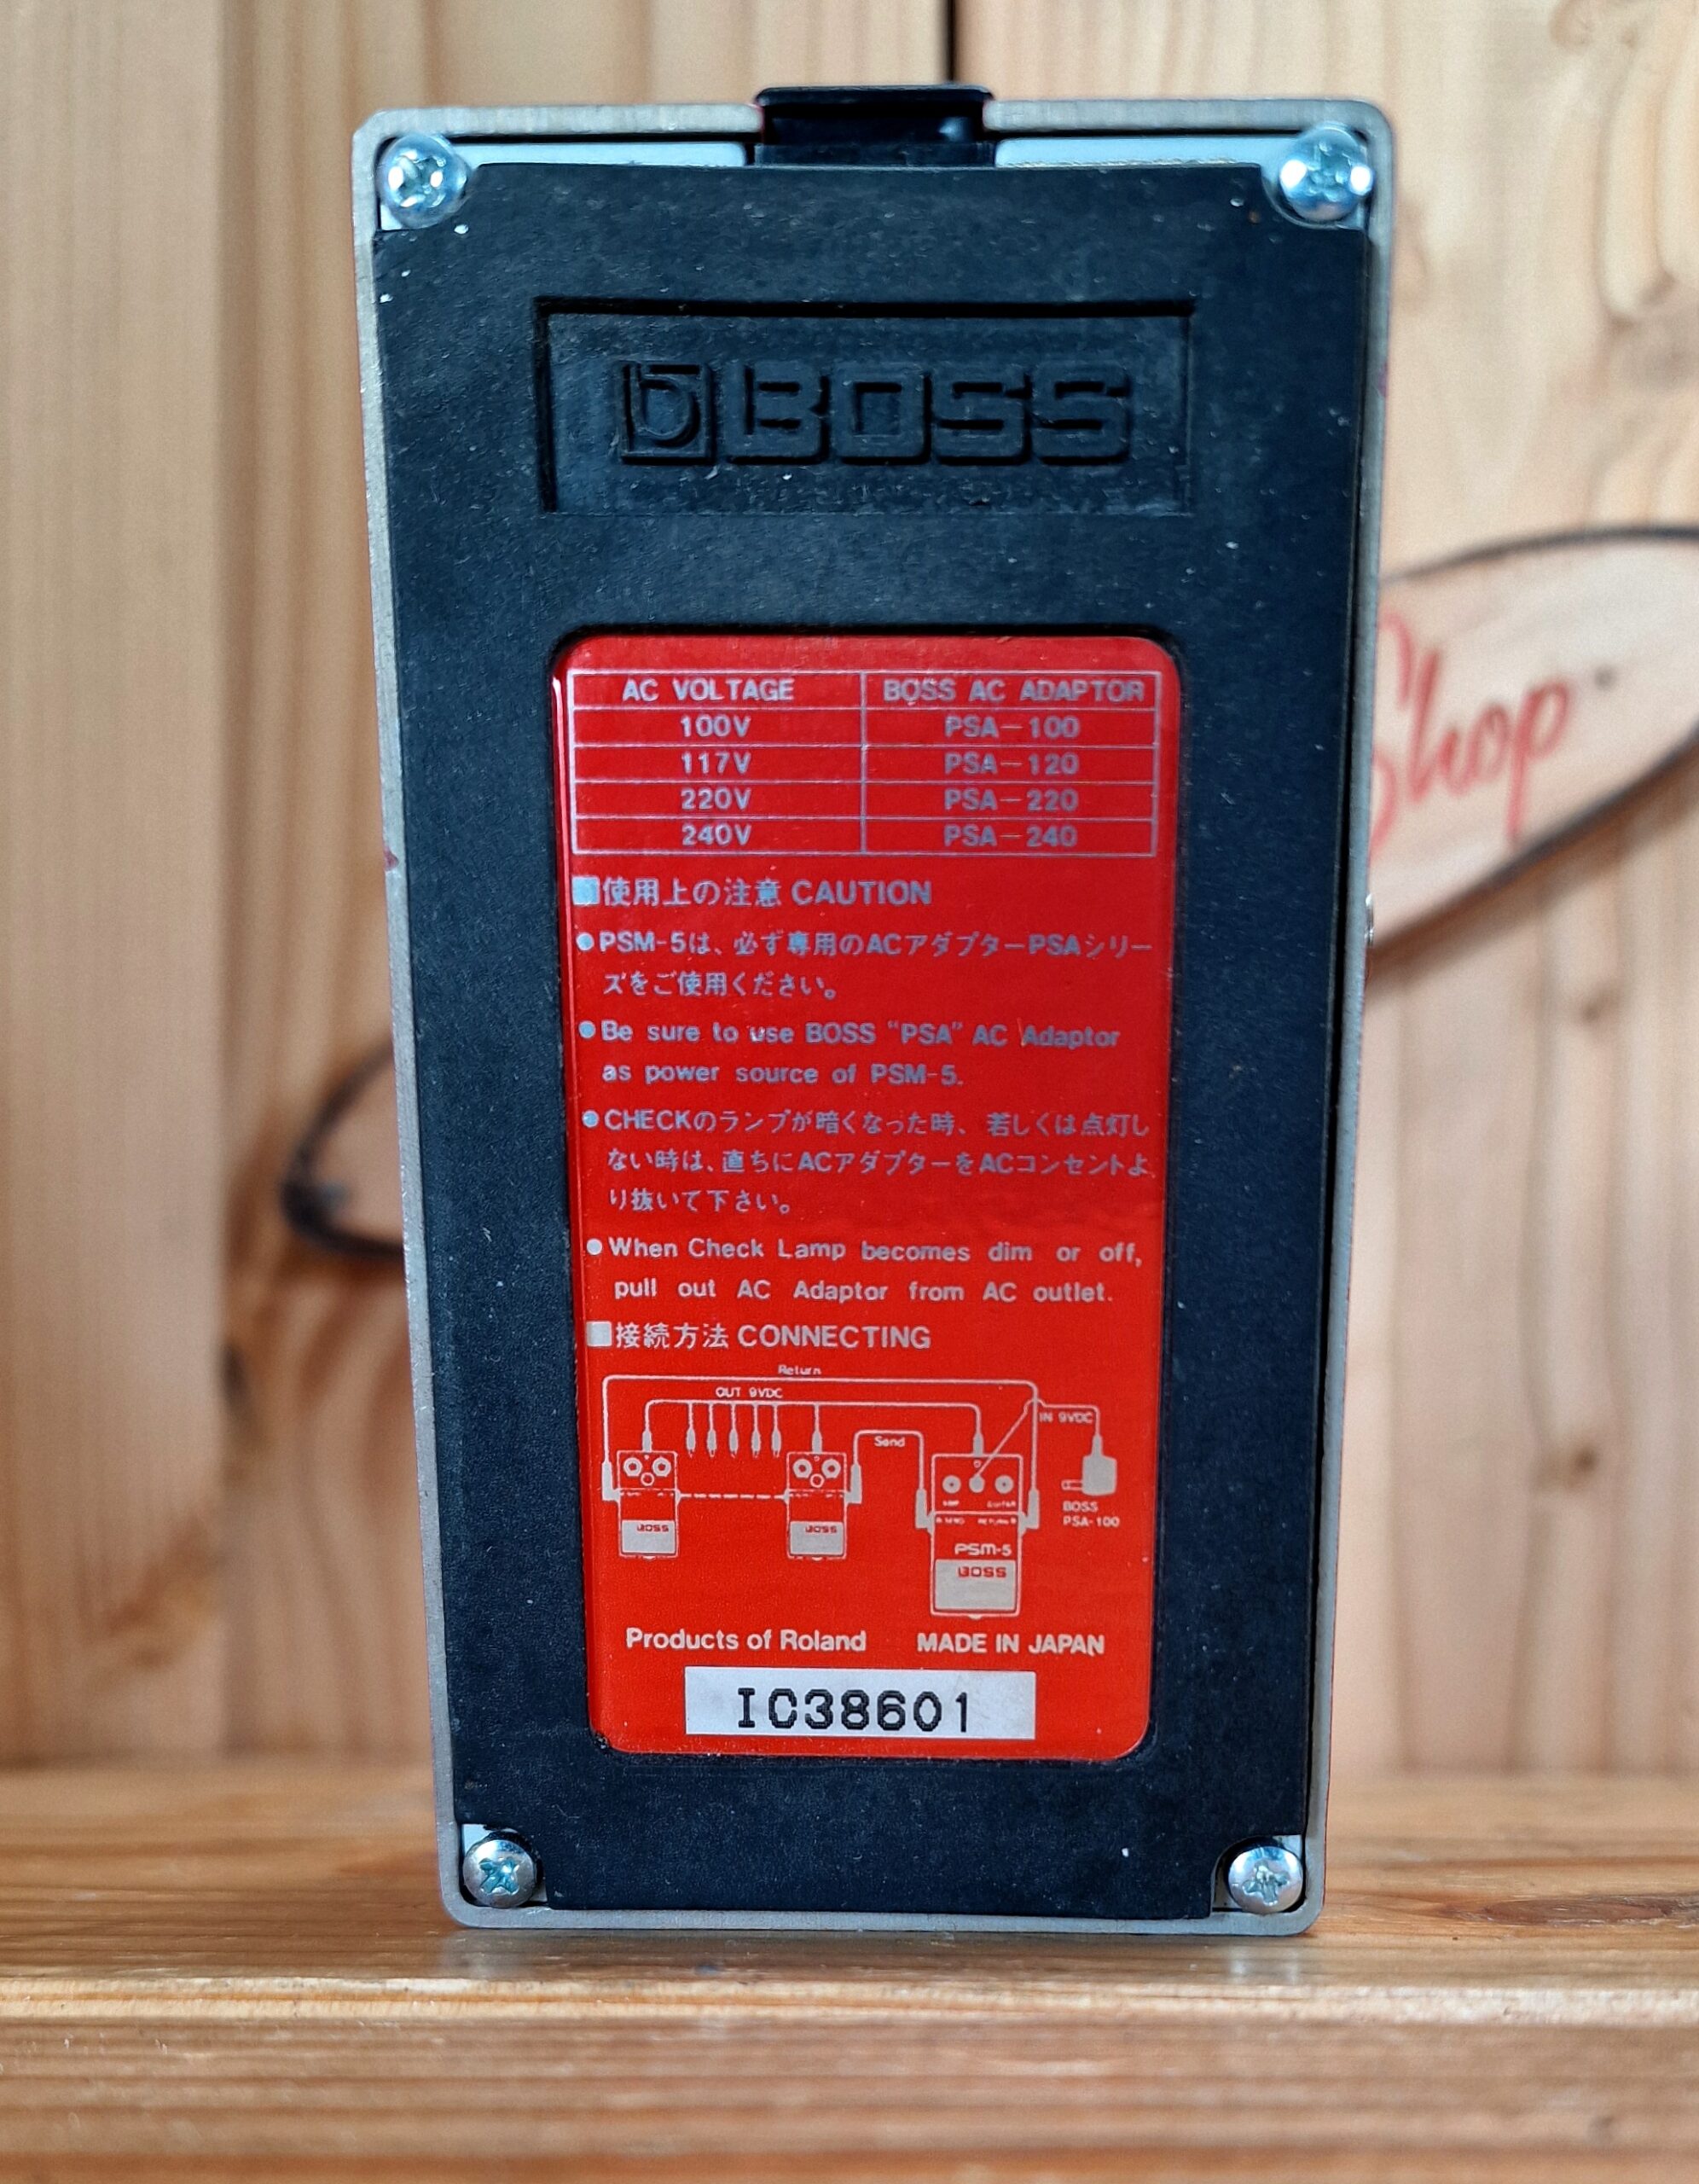 BOSS
AC VOLTAGE BOSS AC ADAPTOR
100V PSA-100
117V PSA-120
220V PSA-220
240V PSA-240
■使用上の注意 CAUTION
●PSM-5は、必ず専用のACアダプターPSAシリー
ズをご使用ください。
●Be sure to use BOSS "PSA" AC Adaptor
as power source of PSM-5.
●CHECKのランプが暗くなった時、若しくは点灯し
ない時は、直ちにACアダプターをACコンセントよ
り抜いて下さい。
●When Check Lamp becomes dim or off,
pull out AC Adaptor from AC outlet.
■接続方法 CONNECTING
Return
OUT 9VDC
IN 9VDC
Send
BOSS
PSA-100
AMP GUITAR
SEND RETURN
PSM-5
BOSS BOSS BOSS
Products of Roland MADE IN JAPAN
IC38601
Shop